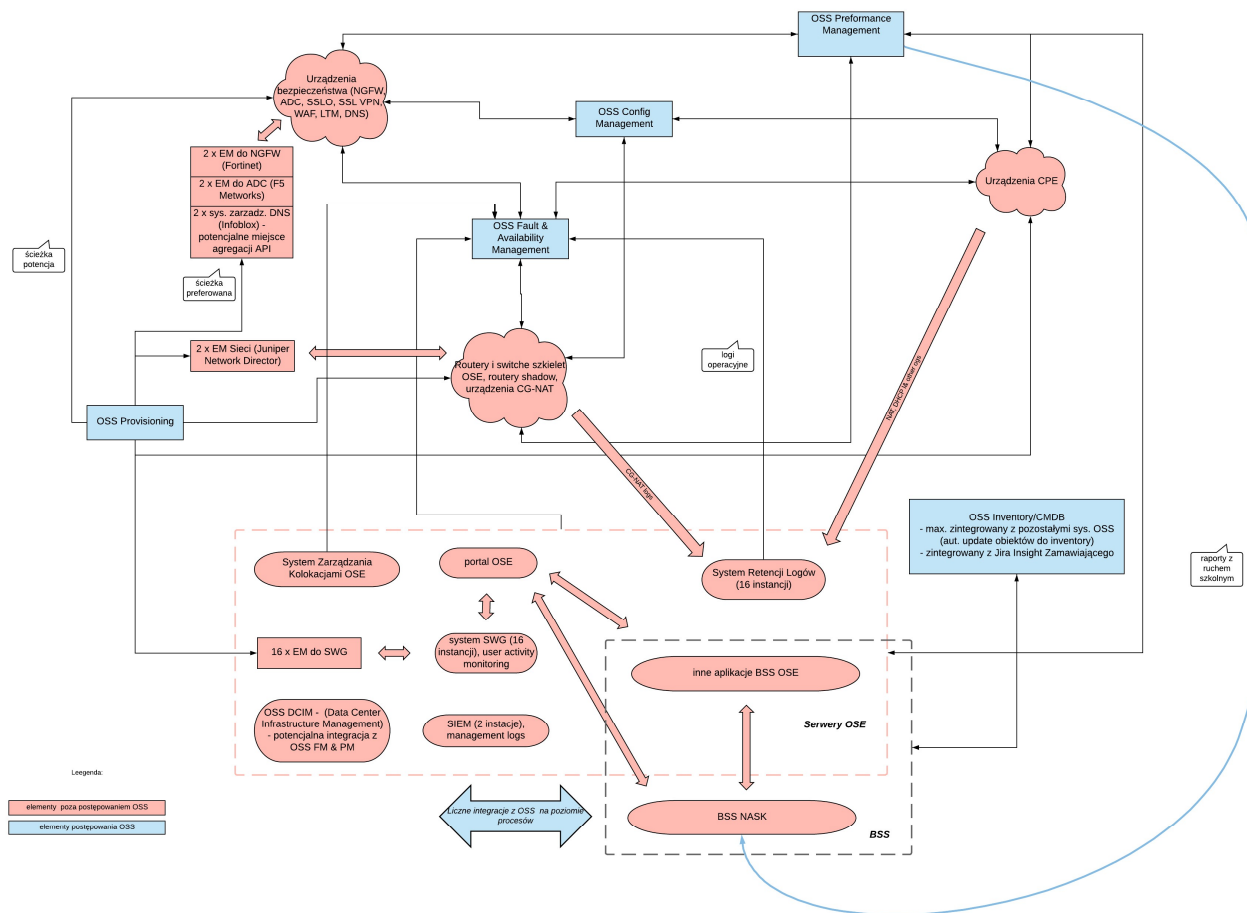 OSS Preformance
Management
Urządzenia
bezpieczeństwa (NGFW,
ADC, SSLO, SSL VPN,
WAF, LTM, DNS)
OSS Config
Management
2 x EM do NGFW
(Fortinet)
2 x EM do ADC (F5
Metworks)
2 x sys. zarzadz. DNS
(Infoblox) -
potencjalne miejsce
agregacji API
Urządzenia CPE
OSS Fault &
Availability
Management
ścieżka
potencja
ścieżka
preferowana
2 x EM Sieci (Juniper
Network Director)
Routery i switche szkielet
OSE, routery shadow,
urządzenia CG-NAT
logi
operacyjne
NAT, DHCP i& other ogs
OSS Provisioning
CG-NAT logs
OSS Inventory/CMDB
- max. zintegrowany z pozostałymi sys. OSS
(aut. update obiektów do inventory)
- zintegrowany z Jira Insight Zamawiającego
raporty z
ruchem
szkolnym
System Zarządzania
Kolokacjami OSE
portal OSE
System Retencji Logów
(16 instancji)
16 x EM do SWG
system SWG (16
instancji), user activity
monitoring
inne aplikacje BSS OSE
OSS DCIM - (Data Center
Infrastructure Management)
- potencjalna integracja z
OSS FM & PM
SIEM (2 instacje),
management logs
Serwery OSE
Leegenda:
elementy poza postępowaniem OSS
elementy postępowania OSS
Liczne integracje z OSS na poziomie
procesów
BSS NASK
BSS